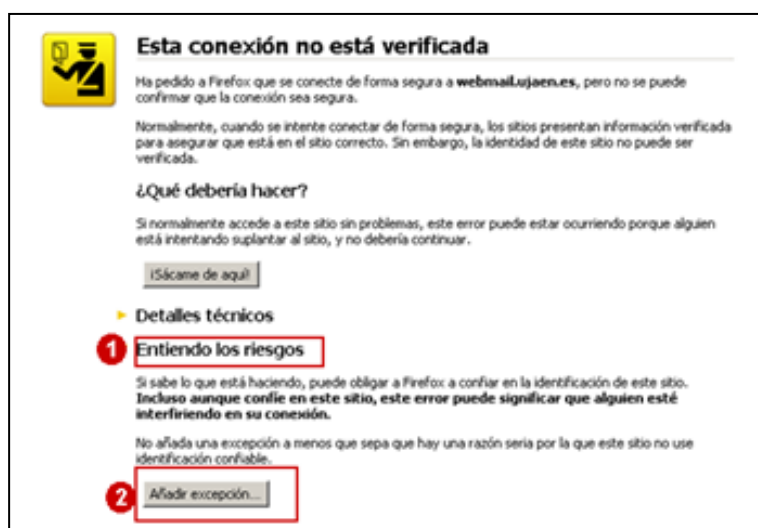 Esta conexión no está verificada
Ha pedido a Firefox que se conecte de forma segura a webmail.ujaen.es, pero no se puede
confirmar que la conexión sea segura.
Normalmente, cuando se intente conectar de forma segura, los sitios presentan información verificada
para asegurar que está en el sitio correcto. Sin embargo, la identidad de este sitio no puede ser
verificada.
¿Qué debería hacer?
Si normalmente accede a este sitio sin problemas, este error puede estar ocurriendo porque alguien
está intentando suplantar al sitio, y no debería continuar.
¡Sácame de aquí!
Detalles técnicos
1 Entiendo los riesgos
Si sabe lo que está haciendo, puede obligar a Firefox a confiar en la identificación de este sitio.
Incluso aunque confíe en este sitio, este error puede significar que alguien esté
interfiriendo en su conexión.
No añada una excepción a menos que sepa que hay una razón seria por la que este sitio no use
identificación confiable.
2 Añadir excepción...